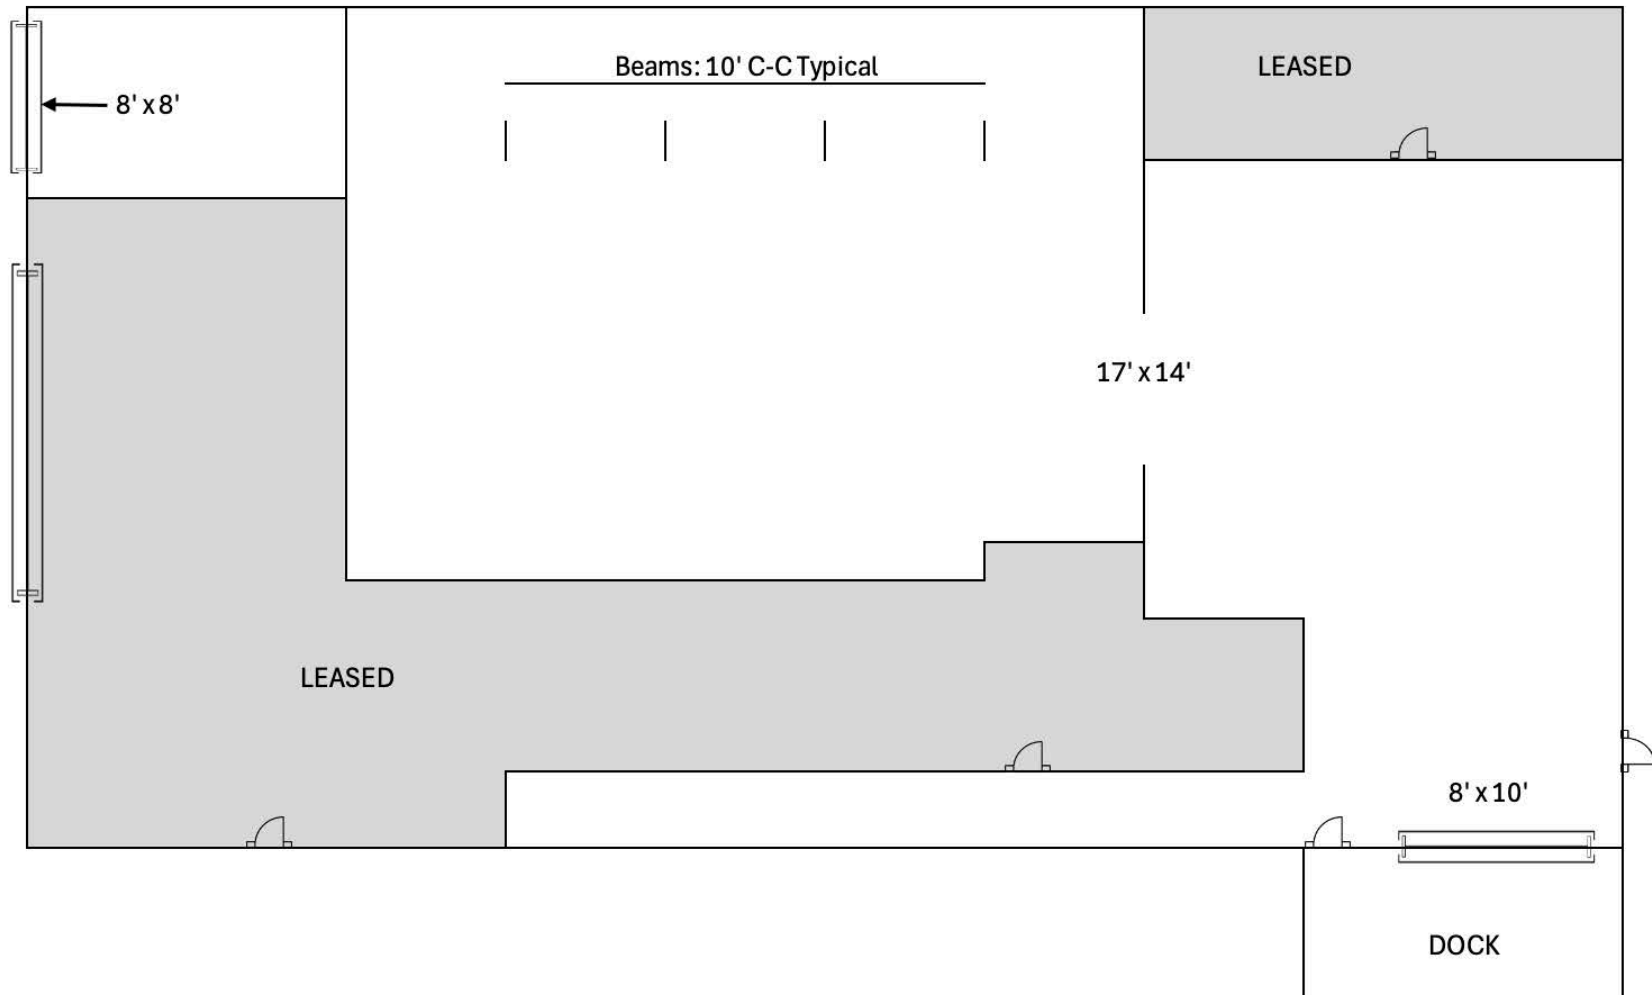 Beams: 10' C-C Typical
LEASED
8' x 8'
17' x 14'
LEASED
8' x 10'
DOCK